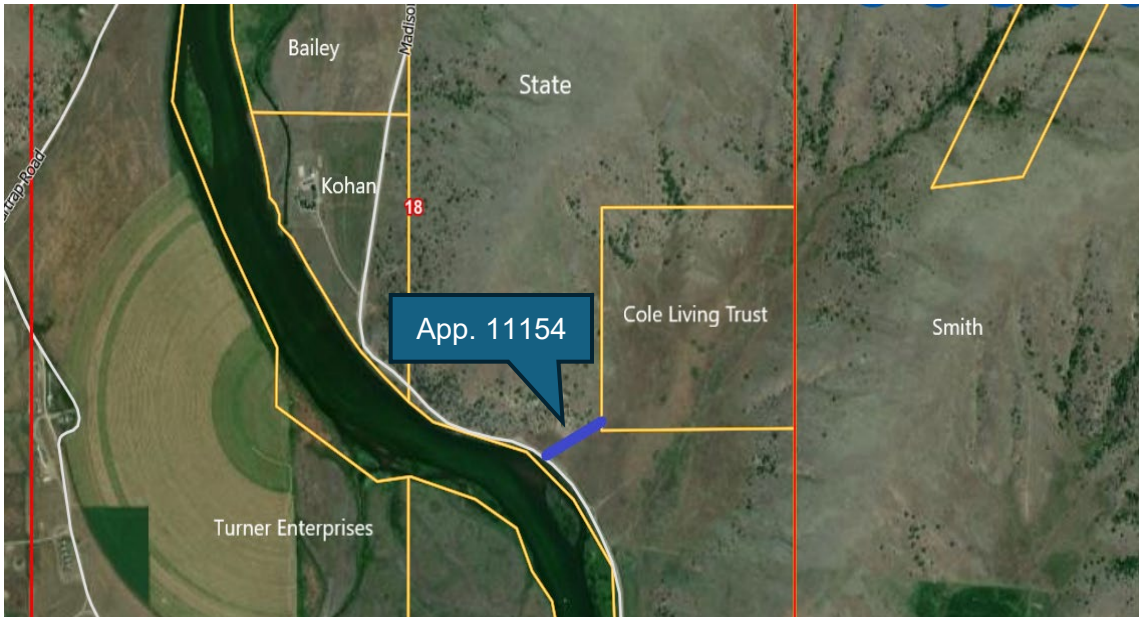 Bailey
Madison
State
Kohan
18
App. 11154
Cole Living Trust
Smith
Turner Enterprises